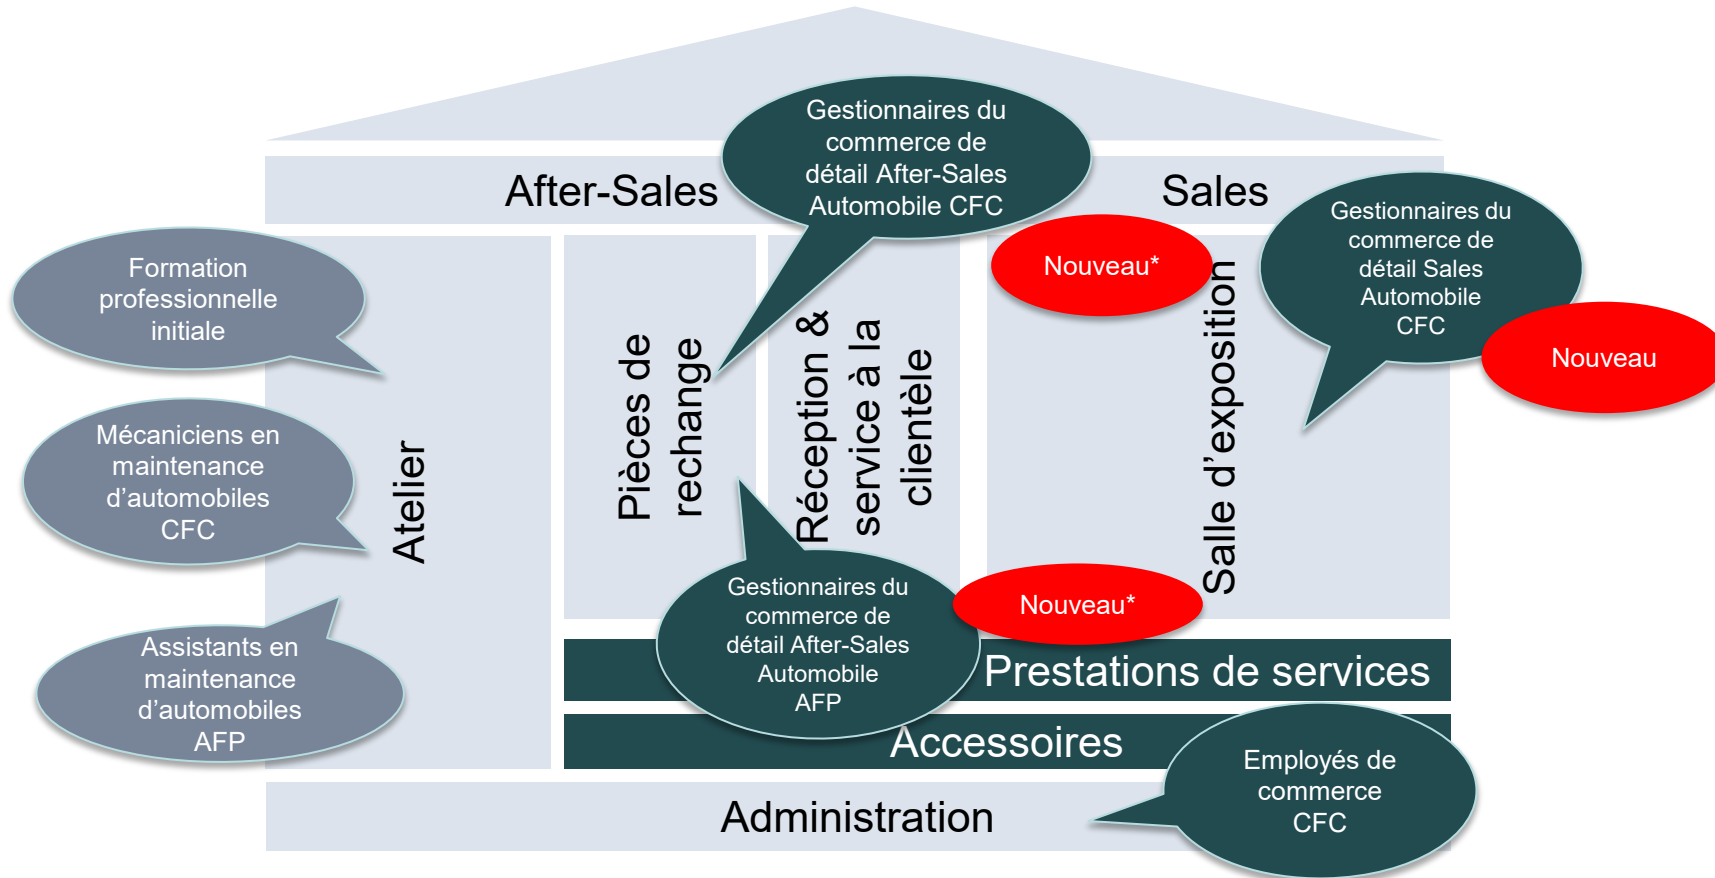 After-Sales
Sales
Gestionnaires du
commerce de
détail After-Sales
Automobile CFC
Nouveau*
Gestionnaires du
commerce de
détail Sales
Automobile
CFC
Nouveau
Formation
professionnelle
initiale
Mécaniciens en
maintenance
d’automobiles
CFC
Assistants en
maintenance
d’automobiles
AFP
Atelier
Pièces de
rechange
Réception &
service à la
clientèle
Salle d’exposition
Gestionnaires du
commerce de
détail After-Sales
Automobile
AFP
Nouveau*
Prestations de services
Accessoires
Employés de
commerce
CFC
Administration